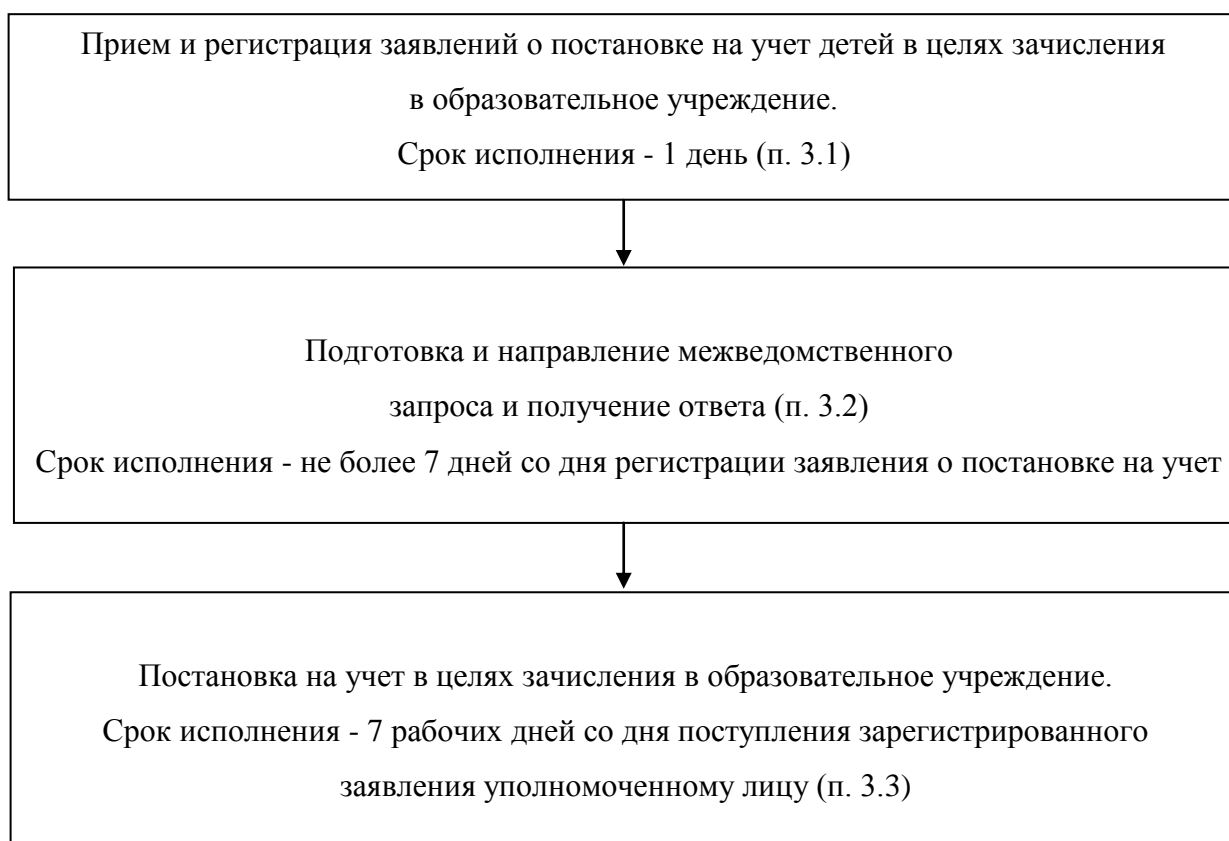 Прием и регистрация заявлений о постановке на учет детей в целях зачисления
в образовательное учреждение.
Срок исполнения - 1 день (п. 3.1)
Подготовка и направление межведомственного
запроса и получение ответа (п. 3.2)
Срок исполнения - не более 7 дней со дня регистрации заявления о постановке на учет
Постановка на учет в целях зачисления в образовательное учреждение.
Срок исполнения - 7 рабочих дней со дня поступления зарегистрированного
заявления уполномоченному лицу (п. 3.3)